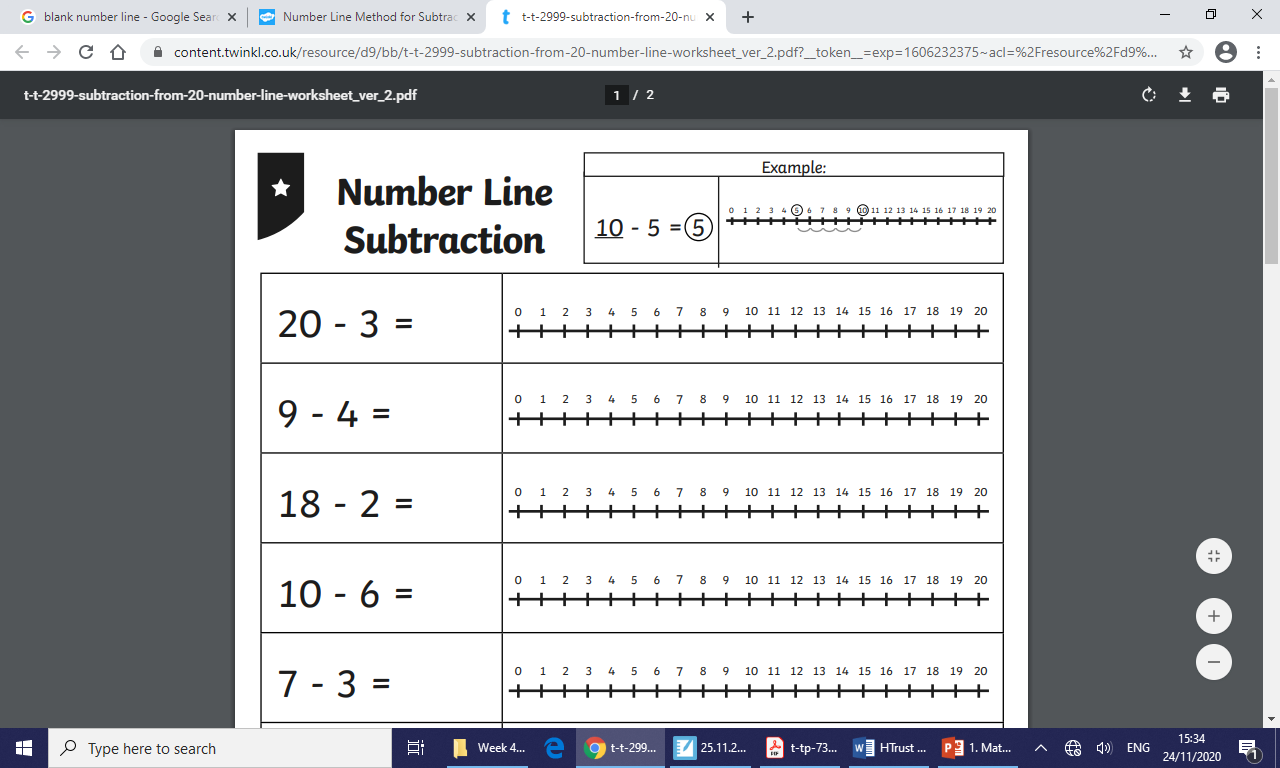 blank number line - Google Sear
Number Line Method for Subtrac
t-t-2999-subtraction-from-20-nu
content.twinkl.co.uk/resource/d9/bb/t-t-2999-subtraction-from-20-number-line-worksheet_ver_2.pdf?__token__=exp=1606232375~acl=%2Fresource%2Fd9%...
t-t-2999-subtraction-from-20-number-line-worksheet_ver_2.pdf
1 / 2
Number Line
Subtraction
Example:
10 - 5 = 5
0 1 2 3 4 5 6 7 8 9 10 11 12 13 14 15 16 17 18 19 20
20 - 3 =
0 1 2 3 4 5 6 7 8 9 10 11 12 13 14 15 16 17 18 19 20
9 - 4 =
0 1 2 3 4 5 6 7 8 9 10 11 12 13 14 15 16 17 18 19 20
18 - 2 =
0 1 2 3 4 5 6 7 8 9 10 11 12 13 14 15 16 17 18 19 20
10 - 6 =
0 1 2 3 4 5 6 7 8 9 10 11 12 13 14 15 16 17 18 19 20
7 - 3 =
0 1 2 3 4 5 6 7 8 9 10 11 12 13 14 15 16 17 18 19 20
Type here to search
Week 4...
t-t-299...
25.11.2...
t-tp-73...
HTrust ...
1. Mat...
ENG
15:34
24/11/2020
1